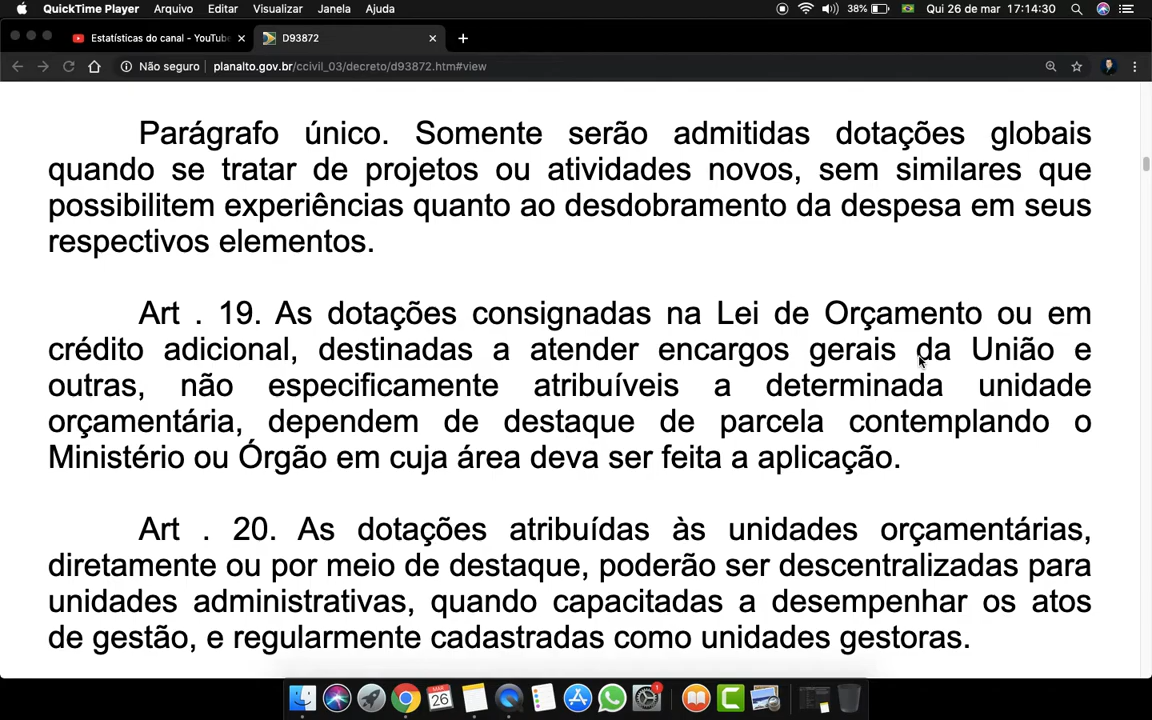 QuickTime Player Arquivo Editar Visualizar Janela Ajuda 38% Qui 26 de mar 17:14:30
Estatísticas do canal - YouTube D93872
Não seguro planalto.gov.br/ccivil_03/decreto/d93872.htm#view
Parágrafo único. Somente serão admitidas dotações globais
quando se tratar de projetos ou atividades novos, sem similares que
possibilitem experiências quanto ao desdobramento da despesa em seus
respectivos elementos.
Art . 19. As dotações consignadas na Lei de Orçamento ou em
crédito adicional, destinadas a atender encargos gerais da União e
outras, não especificamente atribuíveis a determinada unidade
orçamentária, dependem de destaque de parcela contemplando o
Ministério ou Órgão em cuja área deva ser feita a aplicação.
Art . 20. As dotações atribuídas às unidades orçamentárias,
diretamente ou por meio de destaque, poderão ser descentralizadas para
unidades administrativas, quando capacitadas a desempenhar os atos
de gestão, e regularmente cadastradas como unidades gestoras.
MAR
26
1